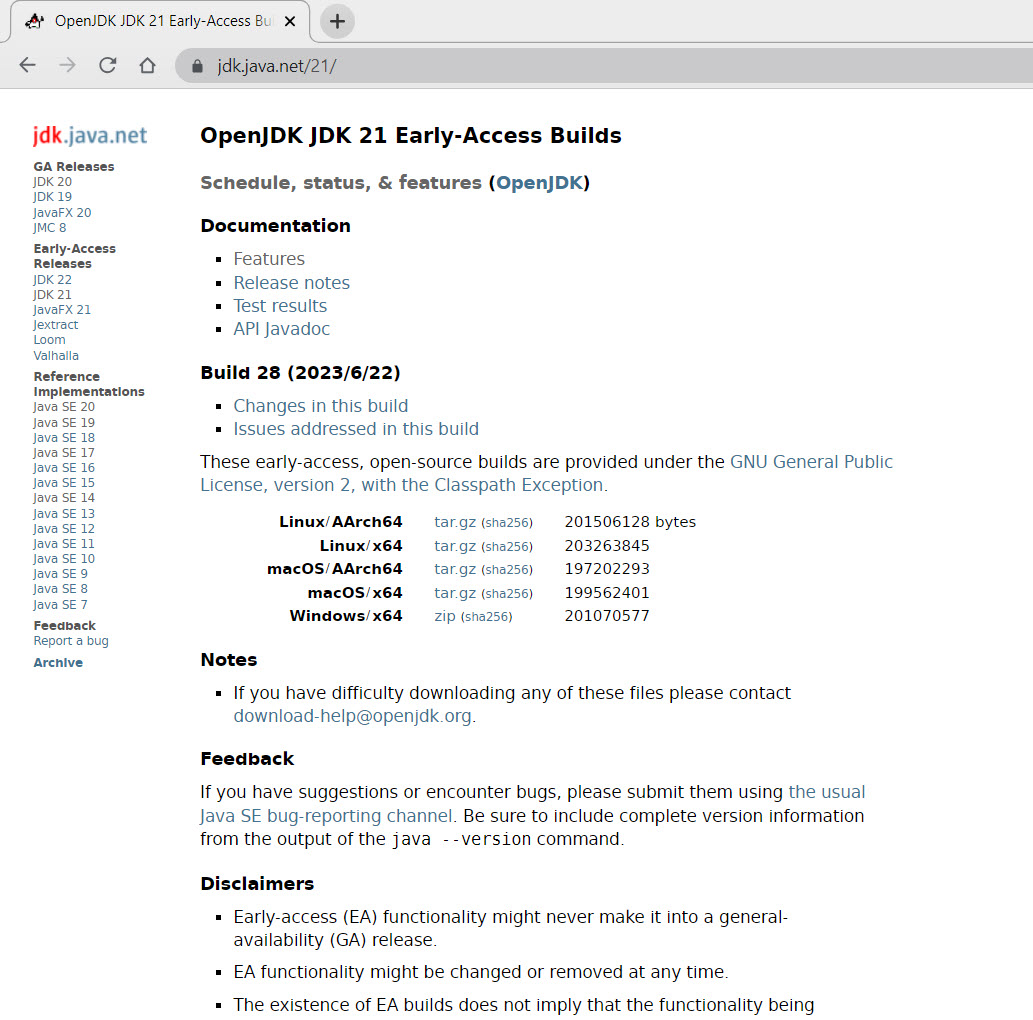 OpenJDK JDK 21 Early-Access Bu
jdk.java.net/21/
jdk.java.net
GA Releases
JDK 20
JDK 19
JavaFX 20
JMC 8
Early-Access
Releases
JDK 22
JDK 21
JavaFX 21
Jextract
Loom
Valhalla
Reference
Implementations
Java SE 20
Java SE 19
Java SE 18
Java SE 17
Java SE 16
Java SE 15
Java SE 14
Java SE 13
Java SE 12
Java SE 11
Java SE 10
Java SE 9
Java SE 8
Java SE 7
Feedback
Report a bug
Archive
OpenJDK JDK 21 Early-Access Builds
Schedule, status, & features (OpenJDK)
Documentation
Features
Release notes
Test results
API Javadoc
Build 28 (2023/6/22)
Changes in this build
Issues addressed in this build
These early-access, open-source builds are provided under the GNU General Public
License, version 2, with the Classpath Exception.
Linux/AArch64 tar.gz (sha256) 201506128 bytes
Linux/x64 tar.gz (sha256) 203263845
macOS/AArch64 tar.gz (sha256) 197202293
macOS/x64 tar.gz (sha256) 199562401
Windows/x64 zip (sha256) 201070577
Notes
If you have difficulty downloading any of these files please contact
download-help@openjdk.org.
Feedback
If you have suggestions or encounter bugs, please submit them using the usual
Java SE bug-reporting channel. Be sure to include complete version information
from the output of the java --version command.
Disclaimers
Early-access (EA) functionality might never make it into a general-
availability (GA) release.
EA functionality might be changed or removed at any time.
The existence of EA builds does not imply that the functionality being